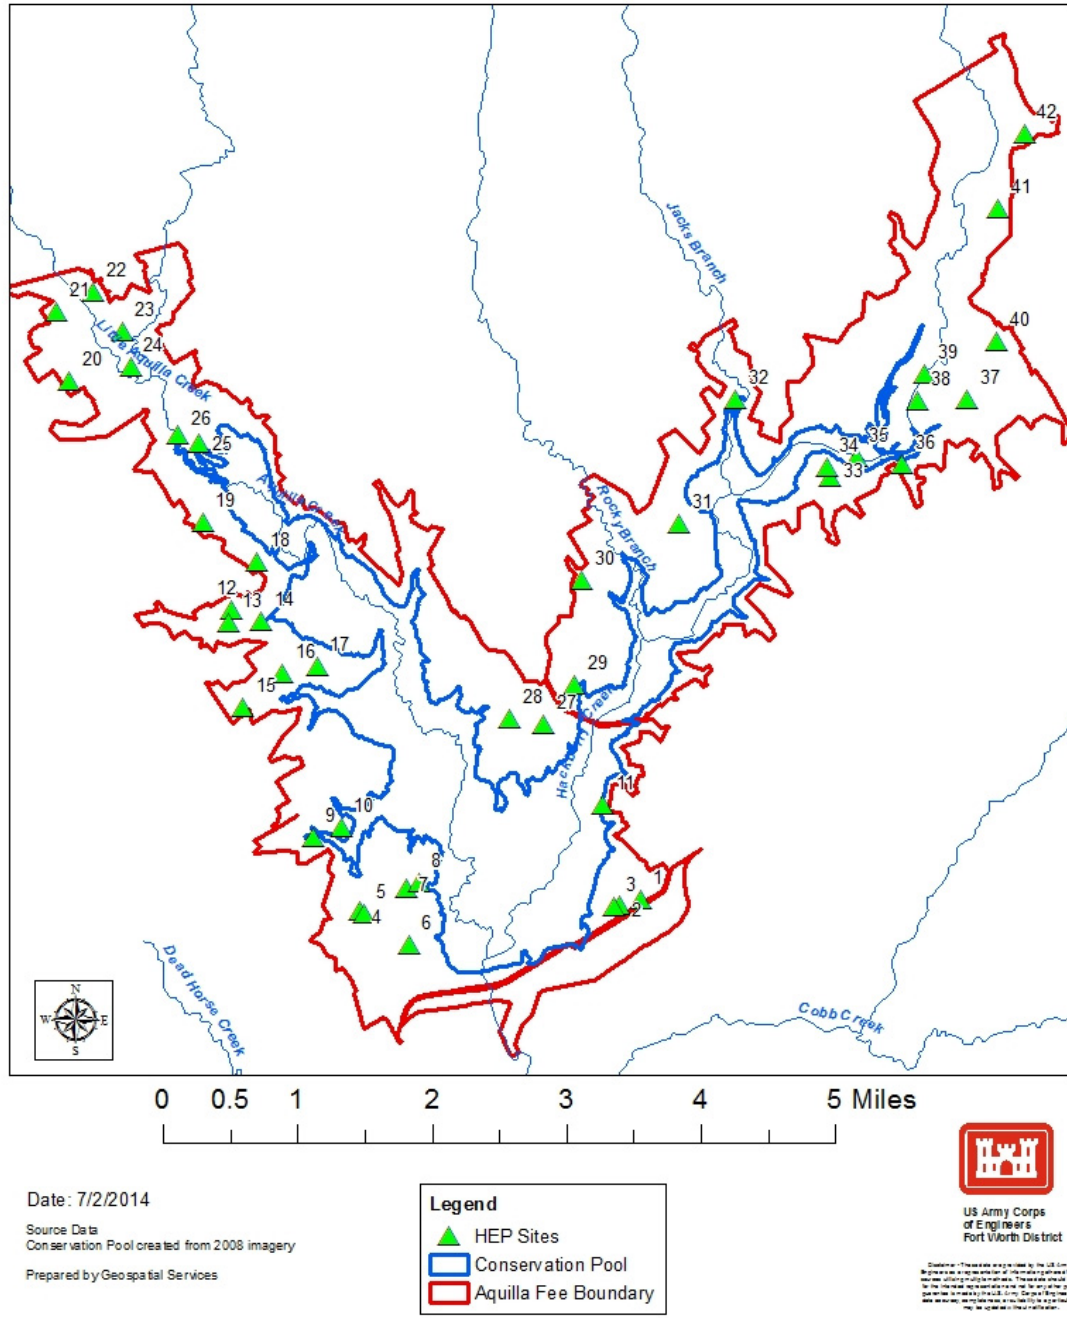 42
41
Jacks Branch
22
21
23
40
Little Aquilla Creek
24
39
20
38
37
32
26
25
35
36
34
Aquilla Creek
33
19
Rocky Branch
31
18
30
12
13
14
16
17
29
15
28
27
Hackberry Creek
11
10
9
8
1
7
5
3
4
2
6
Dead Horse Creek
N
W E
S
Cobb Creek
0 0.5 1 2 3 4 5 Miles
Date: 7/2/2014
Source Data
Conservation Pool created from 2008 imagery
Prepared by Geospatial Services
Legend
HEP Sites
Conservation Pool
Aquilla Fee Boundary
US Army Corps
of Engineers
Fort Worth District